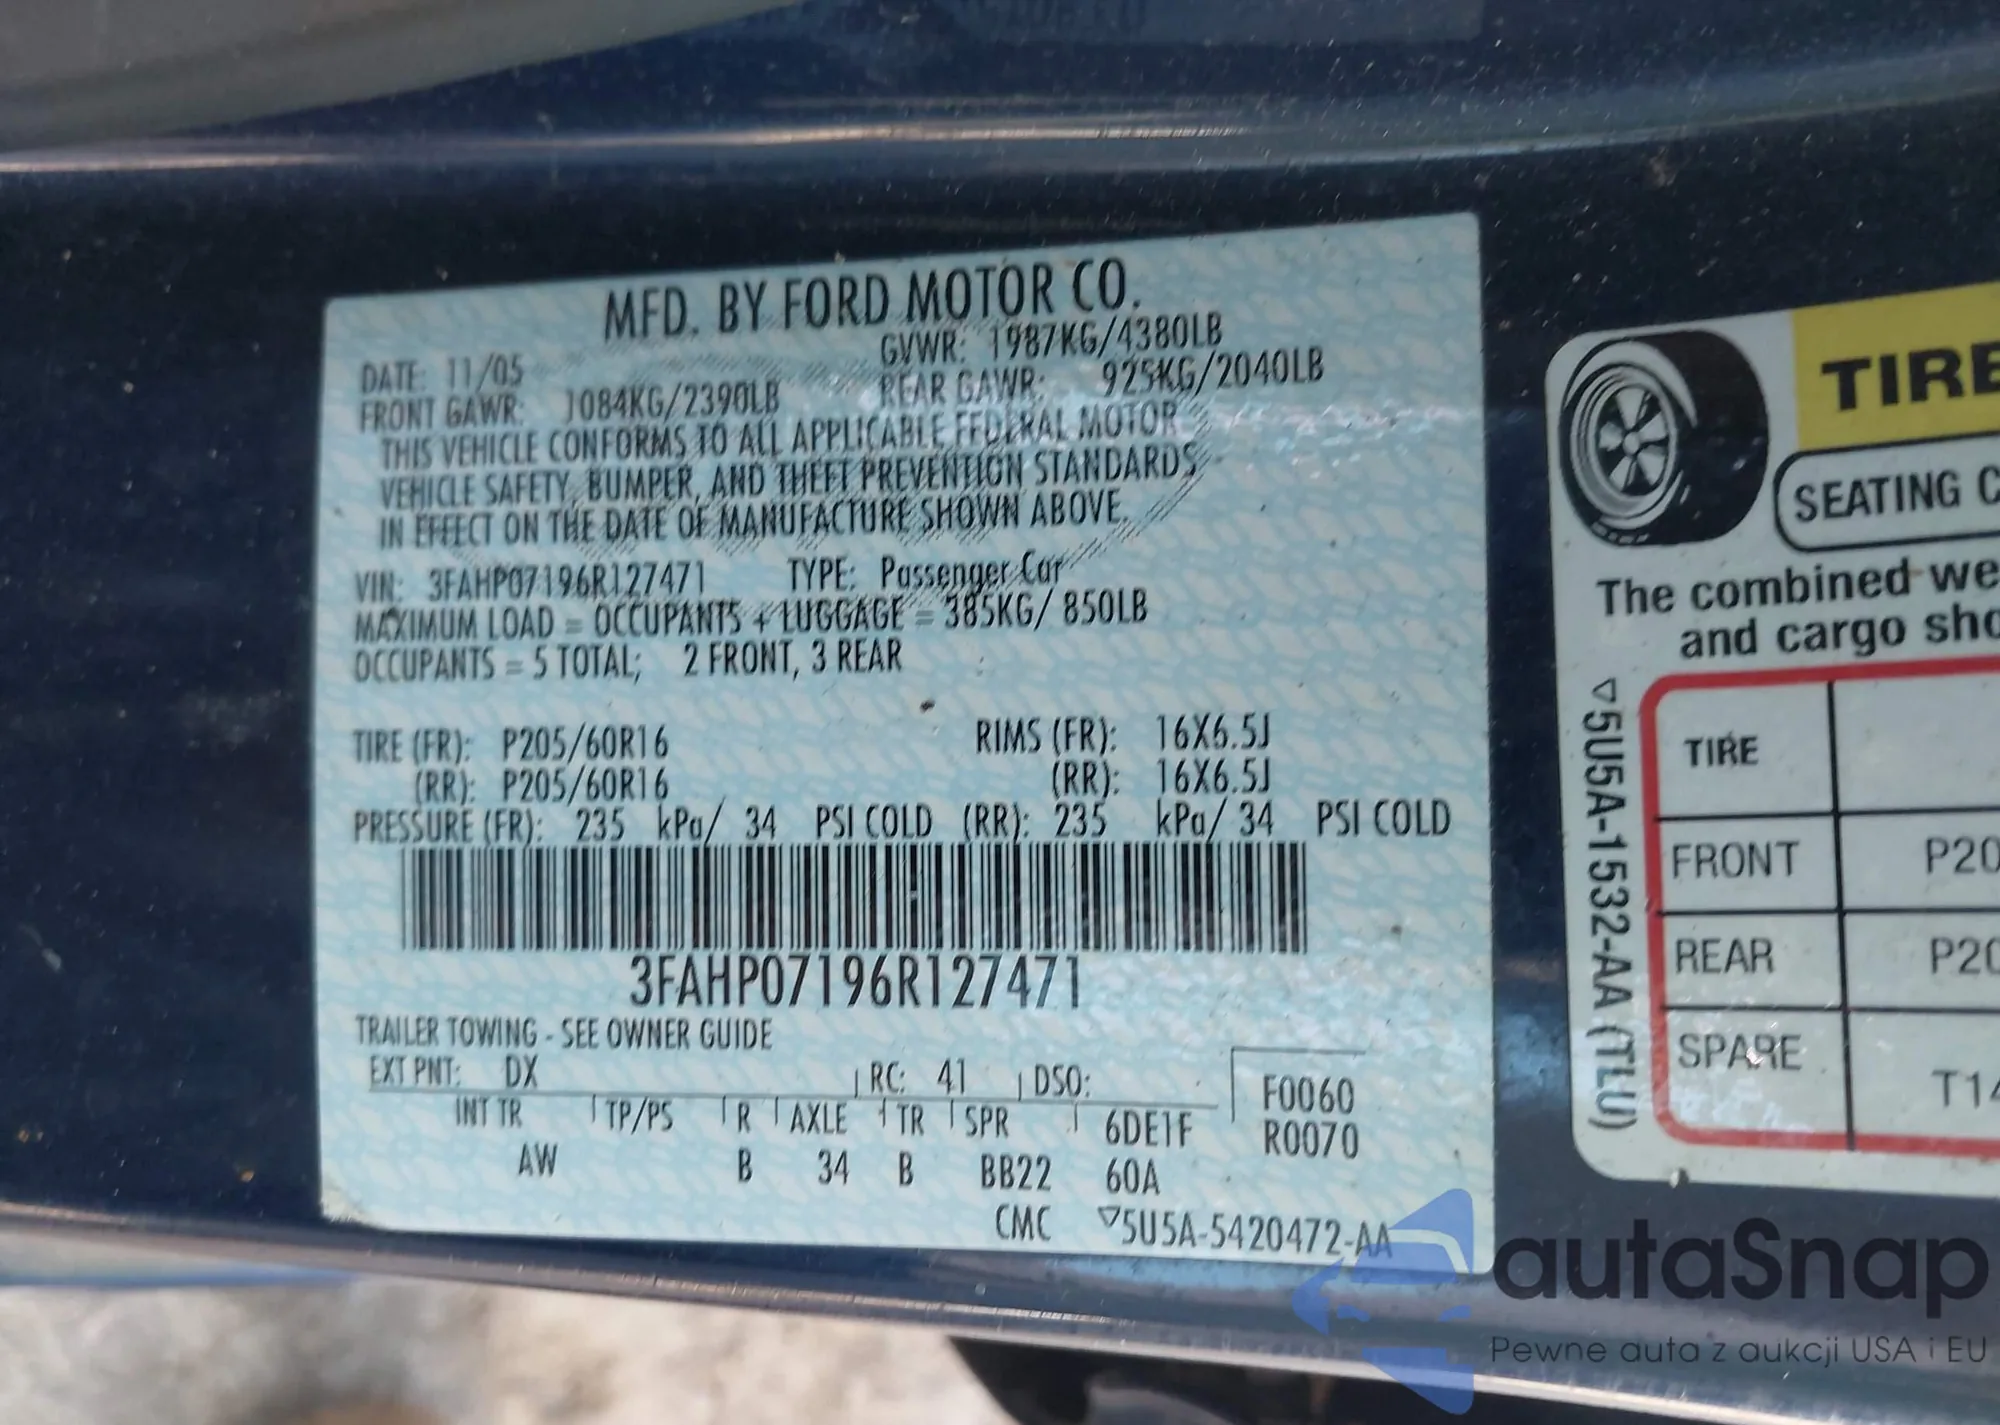 MFD. BY FORD MOTOR CO.
DATE: 11/05 GVWR: 1987KG/4380LB
FRONT GAWR: 1084KG/2390LB REAR GAWR: 925KG/2040LB
THIS VEHICLE CONFORMS TO ALL APPLICABLE FEDERAL MOTOR
VEHICLE SAFETY, BUMPER, AND THEFT PREVENTION STANDARDS
IN EFFECT ON THE DATE OF MANUFACTURE SHOWN ABOVE.
VIN: 3FAHP07196R127471 TYPE: Passenger Car
MAXIMUM LOAD = OCCUPANTS + LUGGAGE = 385KG/ 850LB
OCCUPANTS = 5 TOTAL; 2 FRONT, 3 REAR
TIRE (FR): P205/60R16 RIMS (FR): 16X6.5J
(RR): P205/60R16 (RR): 16X6.5J
PRESSURE (FR): 235 kPa/ 34 PSI COLD (RR): 235 kPa/ 34 PSI COLD
3FAHP07196R127471
TRAILER TOWING - SEE OWNER GUIDE
EXT PNT: DX RC: 41 DSO:
F0060
INT TR TP/PS R AXLE TR SPR 6DE1F
R0070
AW B 34 B BB22 60A
CMC ▽5U5A-5420472-AA
TIRE
SEATING C
The combined we
and cargo sho
▽5U5A-1532-AA (TLU)
TIRE
FRONT P20
REAR P20
SPARE T14
autaSnap
Pewne auta z aukcji USA i EU